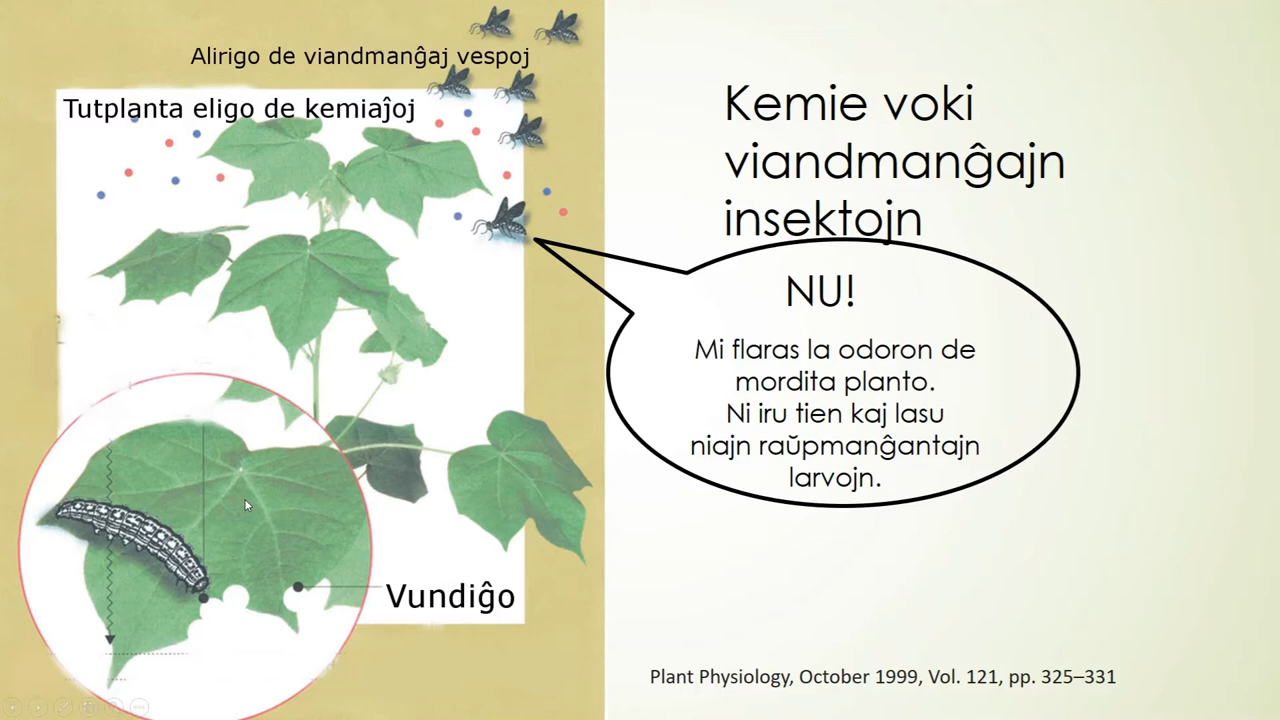 Alirigo de viandmanĝaj vespoj
Tutplanta eligo de kemiaĵoj
Vundiĝo
Kemie voki
viandmanĝajn
insektojn
NU!
Mi flaras la odoron de
mordita planto.
Ni iru tien kaj lasu
niajn raŭpmanĝantajn
larvojn.
Plant Physiology, October 1999, Vol. 121, pp. 325–331